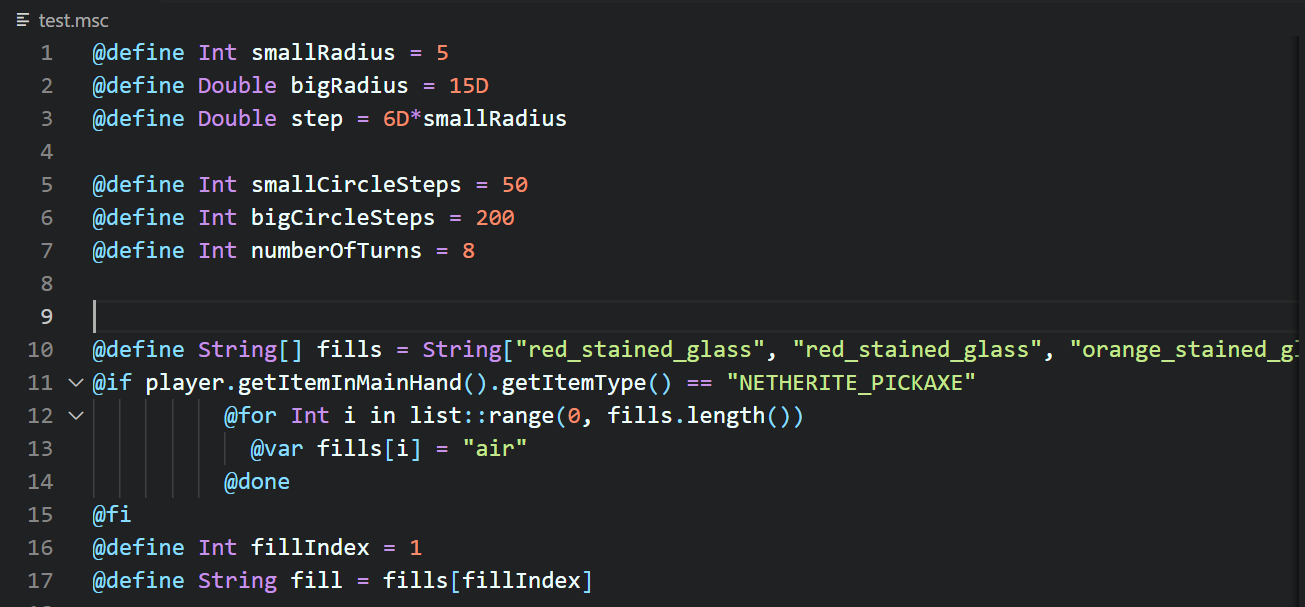 test.msc
1 @define Int smallRadius = 5
2 @define Double bigRadius = 15D
3 @define Double step = 6D*smallRadius
4
5 @define Int smallCircleSteps = 50
6 @define Int bigCircleSteps = 200
7 @define Int numberOfTurns = 8
8
9
10 @define String[] fills = String["red_stained_glass", "red_stained_glass", "orange_stained_gl
11 @if player.getItemInMainHand().getItemType() == "NETHERITE_PICKAXE"
12 @for Int i in list::range(0, fills.length())
13 @var fills[i] = "air"
14 @done
15 @fi
16 @define Int fillIndex = 1
17 @define String fill = fills[fillIndex]